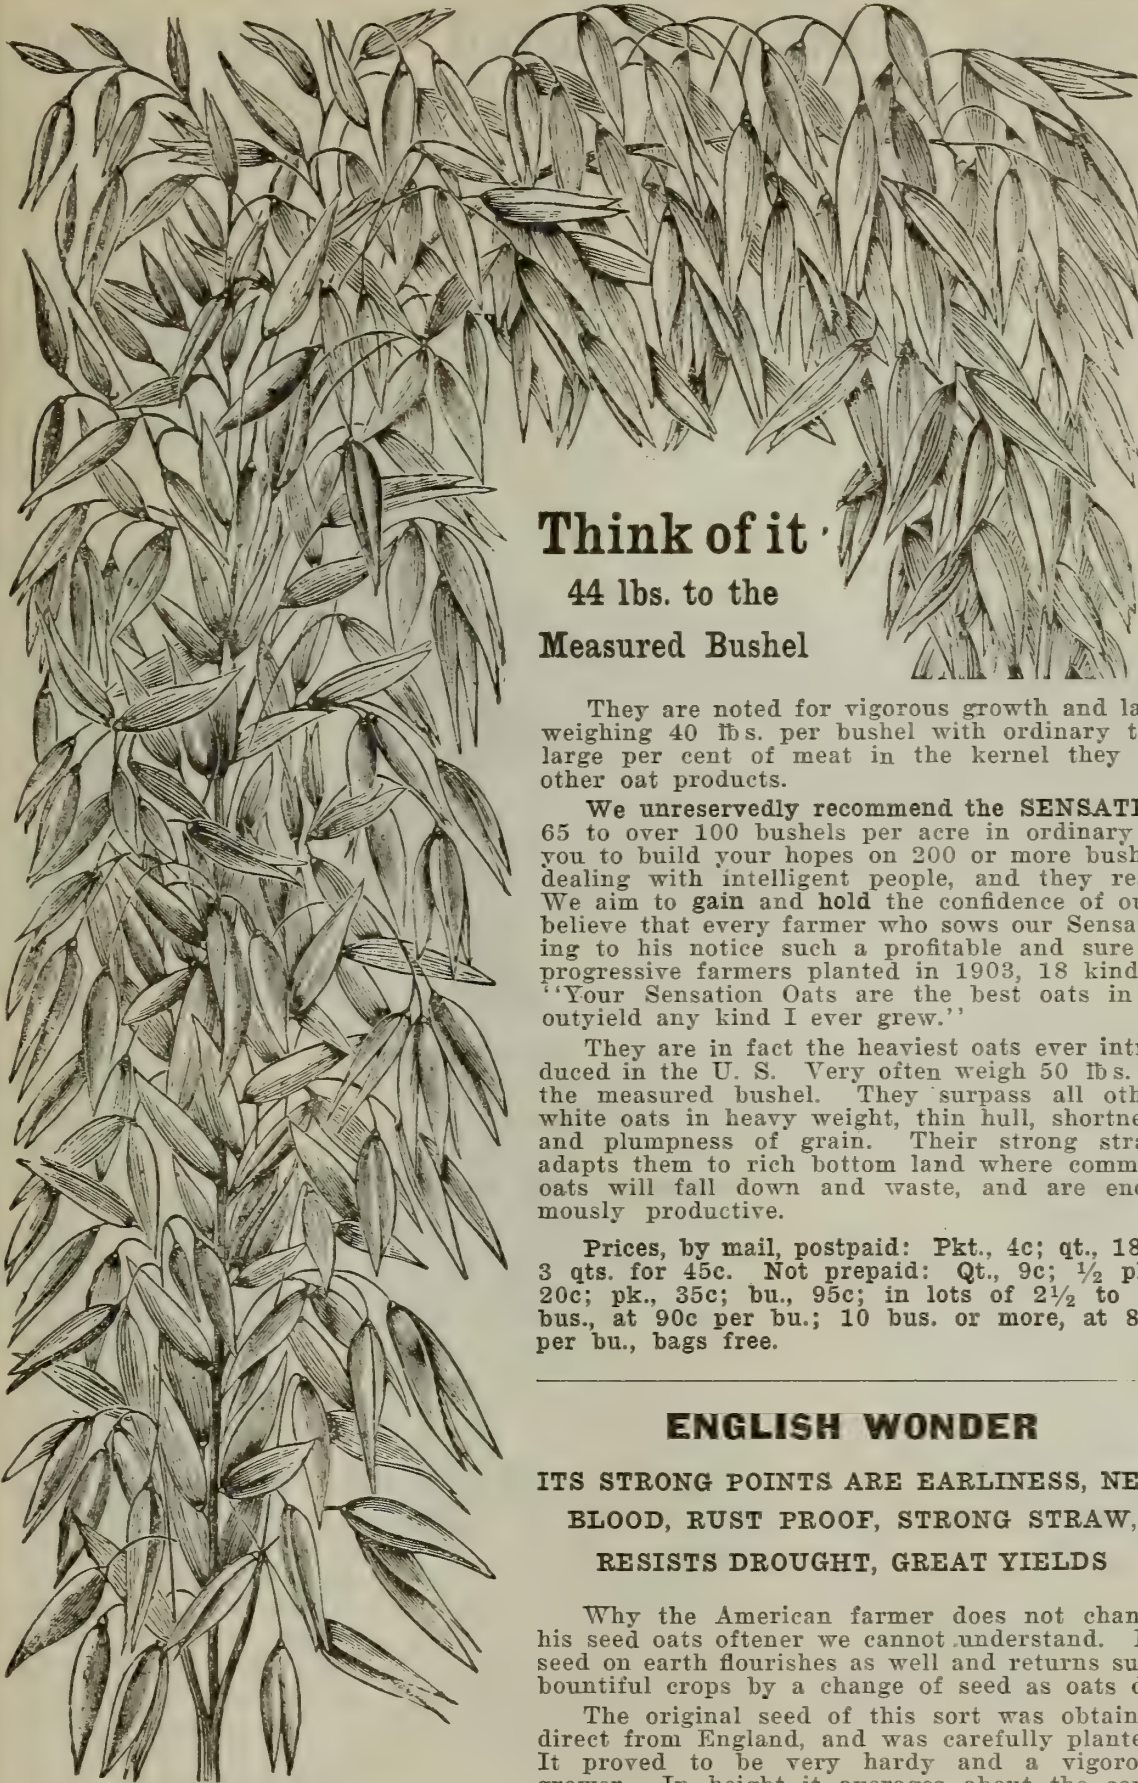 Think of it
44 lbs. to the
Measured Bushel
They are noted for vigorous growth and la
weighing 40 lbs. per bushel with ordinary t
large per cent of meat in the kernel they
other oat products.
We unreservedly recommend the SENSATI
65 to over 100 bushels per acre in ordinary
you to build your hopes on 200 or more bush
dealing with intelligent people, and they re
We aim to gain and hold the confidence of ou
believe that every farmer who sows our Sensa
ing to his notice such a profitable and sure
progressive farmers planted in 1903, 18 kind
‘‘Your Sensation Oats are the best oats in
outyield any kind I ever grew.’’
They are in fact the heaviest oats ever intr
duced in the U. S. Very often weigh 50 lbs.
the measured bushel. They surpass all oth
white oats in heavy weight, thin hull, shortne
and plumpness of grain. Their strong stra
adapts them to rich bottom land where comm
oats will fall down and waste, and are eno
mously productive.
Prices, by mail, postpaid: Pkt., 4c; qt., 18
3 qts. for 45c. Not prepaid: Qt., 9c; ½ p
20c; pk., 35c; bu., 95c; in lots of 2½ to
bus., at 90c per bu.; 10 bus. or more, at 8
per bu., bags free.
ENGLISH WONDER
ITS STRONG POINTS ARE EARLINESS, NE
BLOOD, RUST PROOF, STRONG STRAW,
RESISTS DROUGHT, GREAT YIELDS
Why the American farmer does not chan
his seed oats oftener we cannot understand.
seed on earth flourishes as well and returns su
bountiful crops by a change of seed as oats
The original seed of this sort was obtain
direct from England, and was carefully plante
It proved to be very hardy and a vigoro